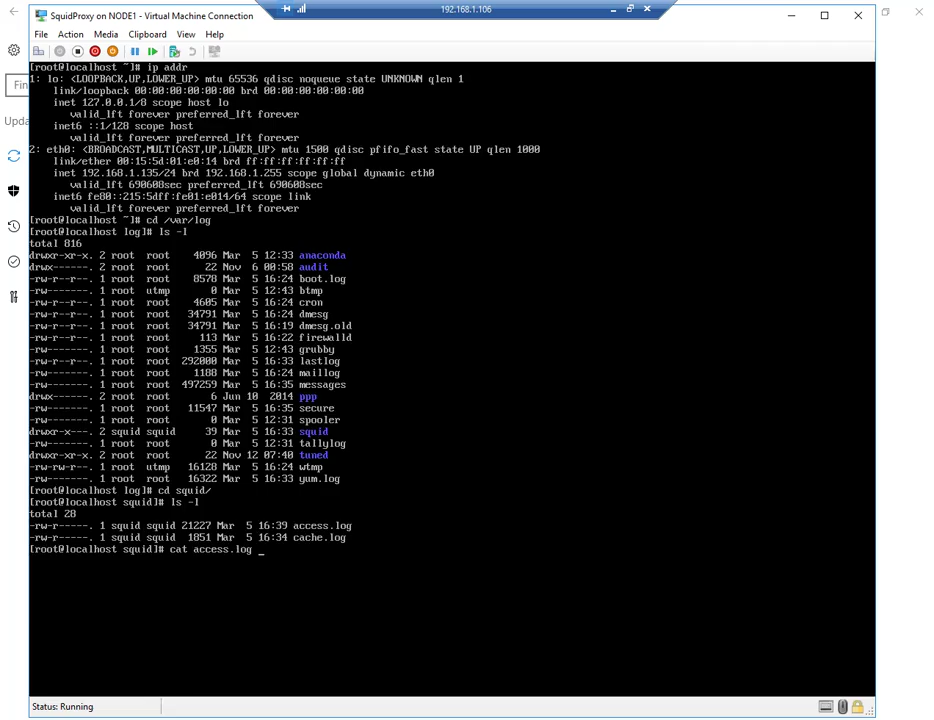 192.168.1.106
SquidProxy on NODE1 - Virtual Machine Connection
File Action Media Clipboard View Help
Fin
Upda
[root@localhost ~]# ip addr
1: lo: <LOOPBACK,UP,LOWER_UP> mtu 65536 qdisc noqueue state UNKNOWN qlen 1
link/loopback 00:00:00:00:00:00 brd 00:00:00:00:00:00
inet 127.0.0.1/8 scope host lo
valid_lft forever preferred_lft forever
inet6 ::1/128 scope host
valid_lft forever preferred_lft forever
2: eth0: <BROADCAST,MULTICAST,UP,LOWER_UP> mtu 1500 qdisc pfifo_fast state UP qlen 1000
link/ether 00:15:5d:01:e0:14 brd ff:ff:ff:ff:ff:ff
inet 192.168.1.135/24 brd 192.168.1.255 scope global dynamic eth0
valid_lft 690608sec preferred_lft 690608sec
inet6 fe80::215:5dff:fe01:e014/64 scope link
valid_lft forever preferred_lft forever
[root@localhost ~]# cd /var/log
[root@localhost log]# ls -l
total 816
drwxr-xr-x. 2 root root 4096 Mar 5 12:33 anaconda
drwx------. 2 root root 22 Nov 6 00:58 audit
-rw-r--r--. 1 root root 8578 Mar 5 16:24 boot.log
-rw-------. 1 root utmp 0 Mar 5 12:43 btmp
-rw-r--r--. 1 root root 4605 Mar 5 16:24 cron
-rw-r--r--. 1 root root 34791 Mar 5 16:24 dmesg
-rw-r--r--. 1 root root 34791 Mar 5 16:19 dmesg.old
-rw-r--r--. 1 root root 113 Mar 5 16:22 firewalld
-rw-------. 1 root root 1355 Mar 5 12:43 grubby
-rw-r--r--. 1 root root 292000 Mar 5 16:33 lastlog
-rw-------. 1 root root 1188 Mar 5 16:24 maillog
-rw-------. 1 root root 497259 Mar 5 16:35 messages
drwx------. 2 root root 6 Jun 10 2014 ppp
-rw-------. 1 root root 11547 Mar 5 16:35 secure
-rw-------. 1 root root 0 Mar 5 12:31 spooler
drwxr-x---. 2 squid squid 39 Mar 5 16:33 squid
-rw-------. 1 root root 0 Mar 5 12:31 tallylog
drwxr-xr-x. 2 root root 22 Nov 12 07:40 tuned
-rw-rw-r--. 1 root utmp 16128 Mar 5 16:24 wtmp
-rw-------. 1 root root 16322 Mar 5 16:33 yum.log
[root@localhost log]# cd squid/
[root@localhost squid]# ls -l
total 28
-rw-r-----. 1 squid squid 21227 Mar 5 16:39 access.log
-rw-r-----. 1 squid squid 1851 Mar 5 16:34 cache.log
[root@localhost squid]# cat access.log _
Status: Running